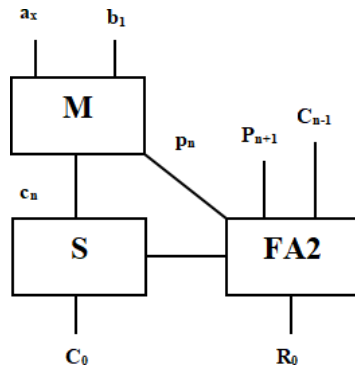 aₓ b₁
M
pₙ Pₙ₊₁ Cₙ₋₁
cₙ
S FA2
C₀ R₀